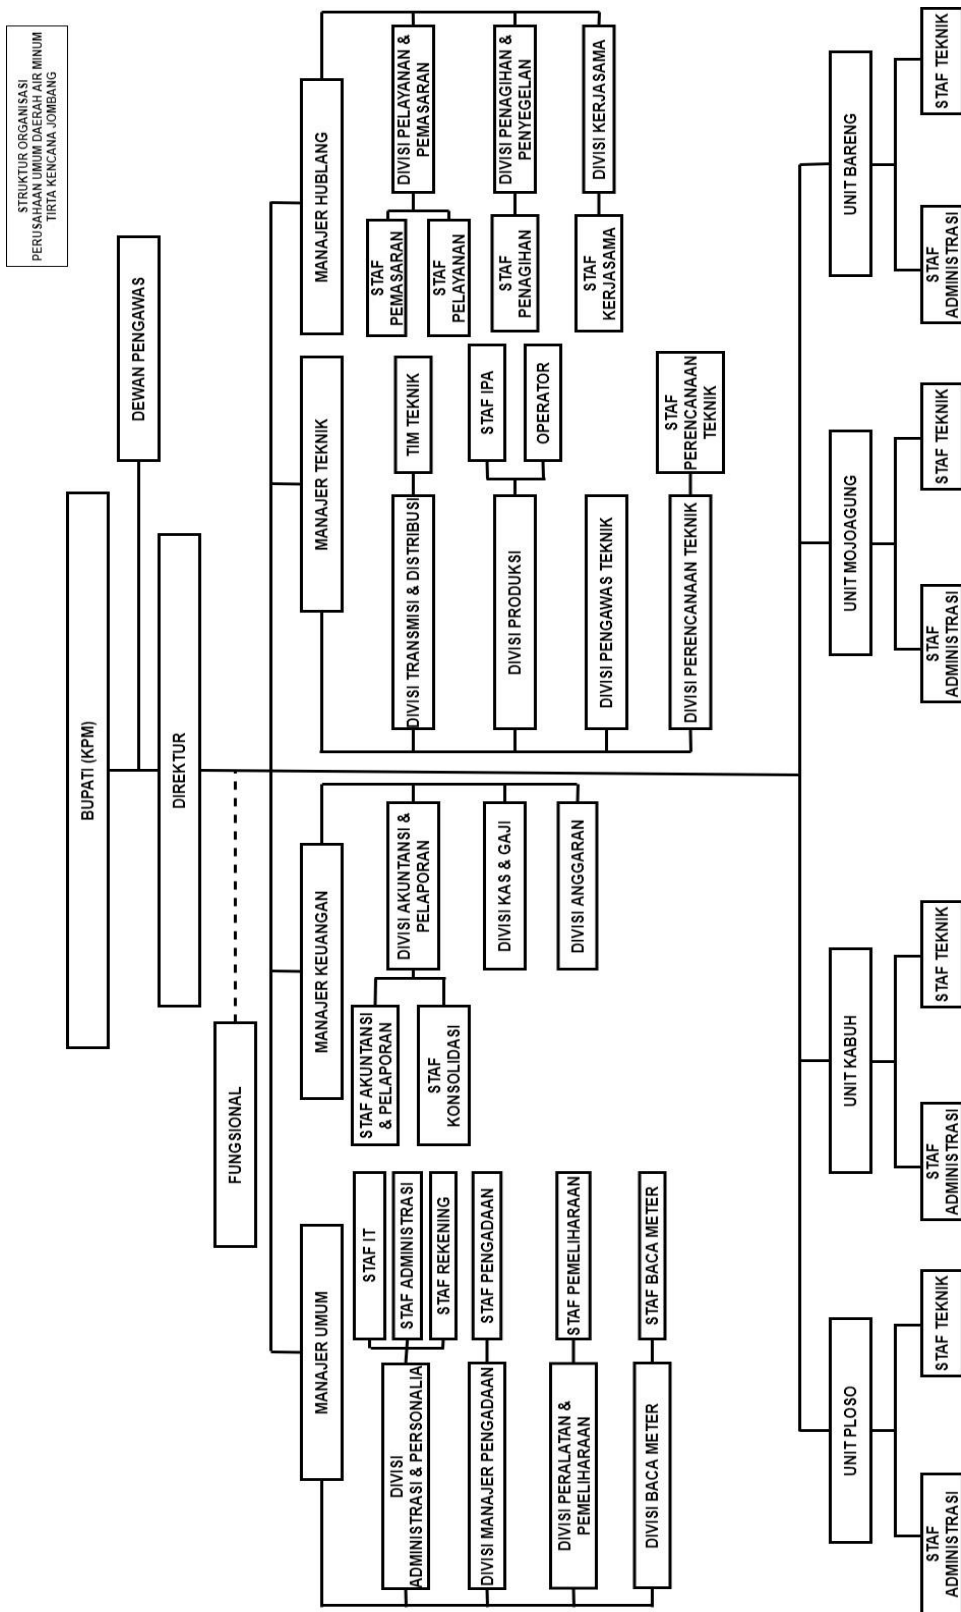 STRUKTUR ORGANISASI
PERUSAHAAN UMUM DAERAH AIR MINUM
TIRTA KENCANA JOMBANG
BUPATI (KPM)
DEWAN PENGAWAS
DIREKTUR
FUNGSIONAL
MANAJER UMUM
MANAJER KEUANGAN
MANAJER TEKNIK
MANAJER HUBLANG
DIVISI
ADMINISTRASI & PERSONALIA
STAF IT
STAF ADMINISTRASI
STAF REKENING
DIVISI MANAJER PENGADAAN
STAF PENGADAAN
DIVISI PERALATAN &
PEMELIHARAAN
STAF PEMELIHARAAN
DIVISI BACA METER
STAF BACA METER
STAF AKUNTANSI
& PELAPORAN
STAF
KONSOLIDASI
DIVISI AKUNTANSI &
PELAPORAN
DIVISI KAS & GAJI
DIVISI ANGGARAN
DIVISI TRANSMISI & DISTRIBUSI
TIM TEKNIK
DIVISI PRODUKSI
STAF IPA
OPERATOR
DIVISI PENGAWAS TEKNIK
DIVISI PERENCANAAN TEKNIK
STAF
PERENCANAAN
TEKNIK
STAF
PEMASARAN
STAF
PELAYANAN
DIVISI PELAYANAN &
PEMASARAN
STAF
PENAGIHAN
DIVISI PENAGIHAN &
PENYEGELAN
STAF
KERJASAMA
DIVISI KERJASAMA
UNIT PLOSO
UNIT KABUH
UNIT MOJOAGUNG
UNIT BARENG
STAF
ADMINISTRASI
STAF TEKNIK
STAF
ADMINISTRASI
STAF TEKNIK
STAF
ADMINISTRASI
STAF TEKNIK
STAF
ADMINISTRASI
STAF TEKNIK